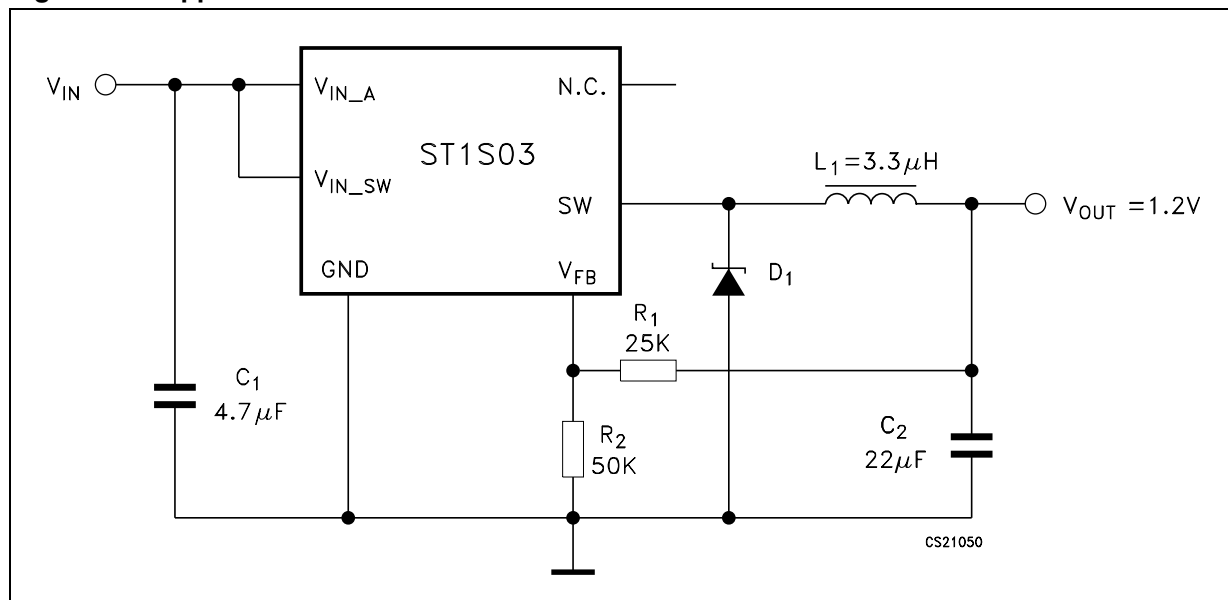 V_IN
V_IN_A
N.C.
ST1S03
V_IN_SW
SW
L_1=3.3μH
V_OUT =1.2V
GND
V_FB
D_1
R_1
25K
C_1
4.7μF
R_2
50K
C_2
22μF
CS21050